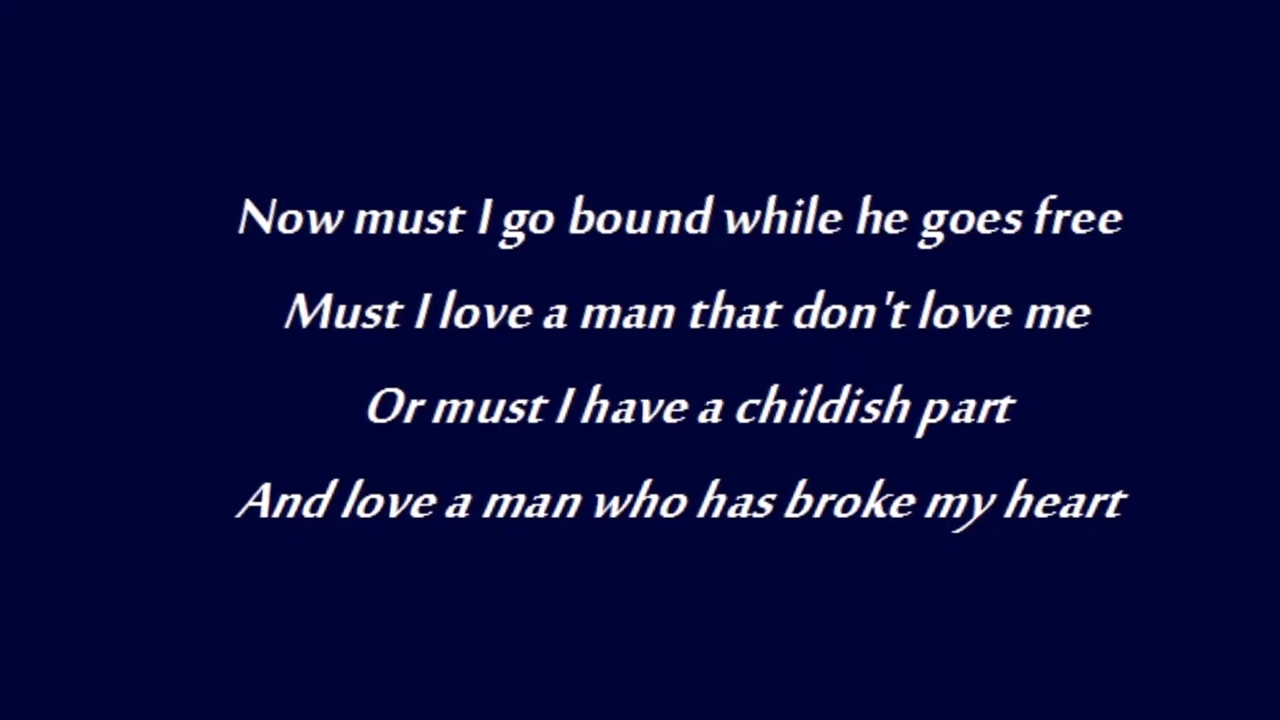 Now must I go bound while he goes free
Must I love a man that don't love me
Or must I have a childish part
And love a man who has broke my heart